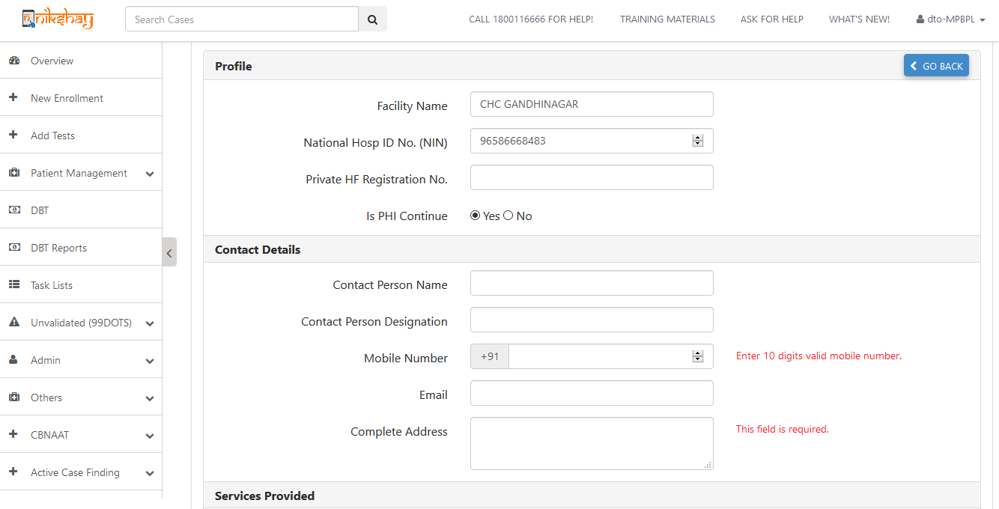 निkshay
Search Cases
CALL 1800116666 FOR HELP!
TRAINING MATERIALS
ASK FOR HELP
WHAT'S NEW!
dto-MPBPL
Overview
New Enrollment
Add Tests
Patient Management
DBT
DBT Reports
Task Lists
Unvalidated (99DOTS)
Admin
Others
CBNAAT
Active Case Finding
Profile
GO BACK
Facility Name CHC GANDHINAGAR
National Hosp ID No. (NIN) 96586668483
Private HF Registration No.
Is PHI Continue Yes No
Contact Details
Contact Person Name
Contact Person Designation
Mobile Number +91 Enter 10 digits valid mobile number.
Email
Complete Address This field is required.
Services Provided